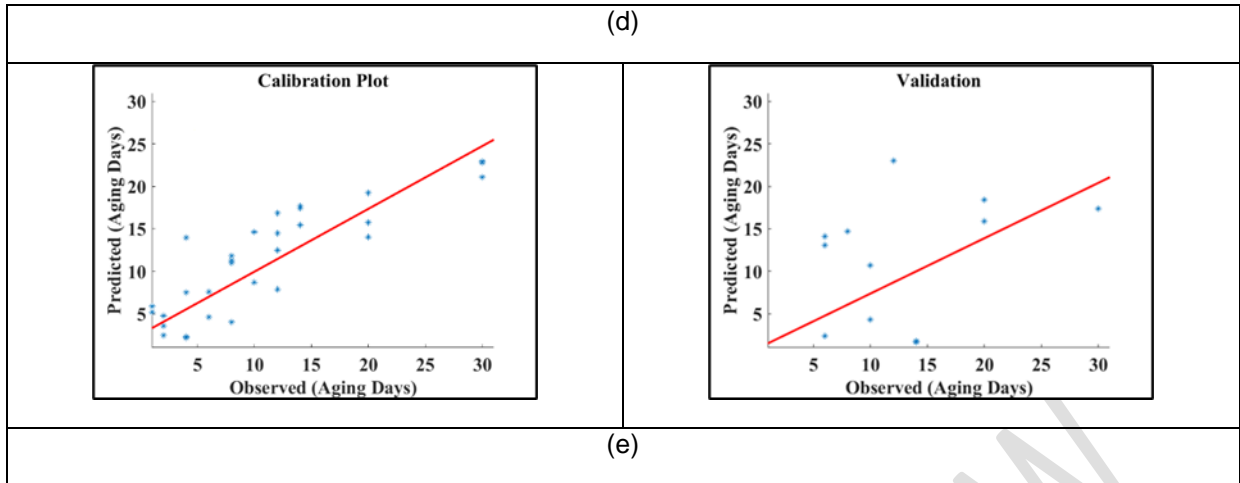 (d)
Calibration Plot
Predicted (Aging Days)
30
25
20
15
10
5
5 10 15 20 25 30
Observed (Aging Days)
Validation
Predicted (Aging Days)
30
25
20
15
10
5
5 10 15 20 25 30
Observed (Aging Days)
(e)